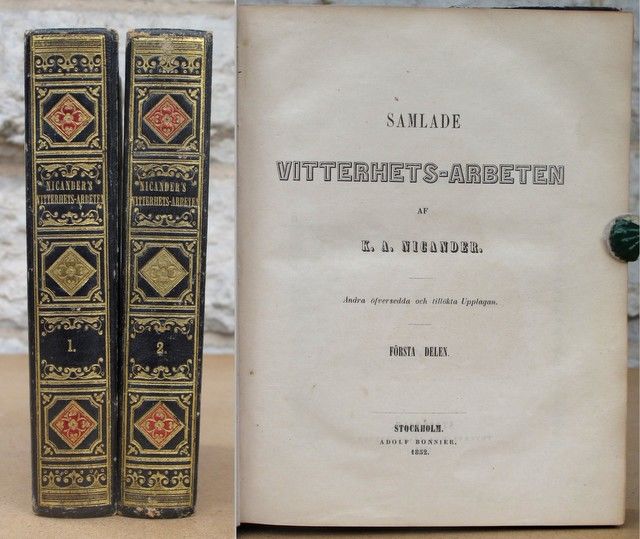 NICANDER'S
VITTERHETS-ARBETEN
1.
NICANDER'S
VITTERHETS-ARBETEN
2.
SAMLADE
VITTERHETS-ARBETEN
AF
K. A. NICANDER.
Andra öfversedda och tillökta Upplagan.
FÖRSTA DELEN.
STOCKHOLM.
ADOLF BONNIER.
1852.